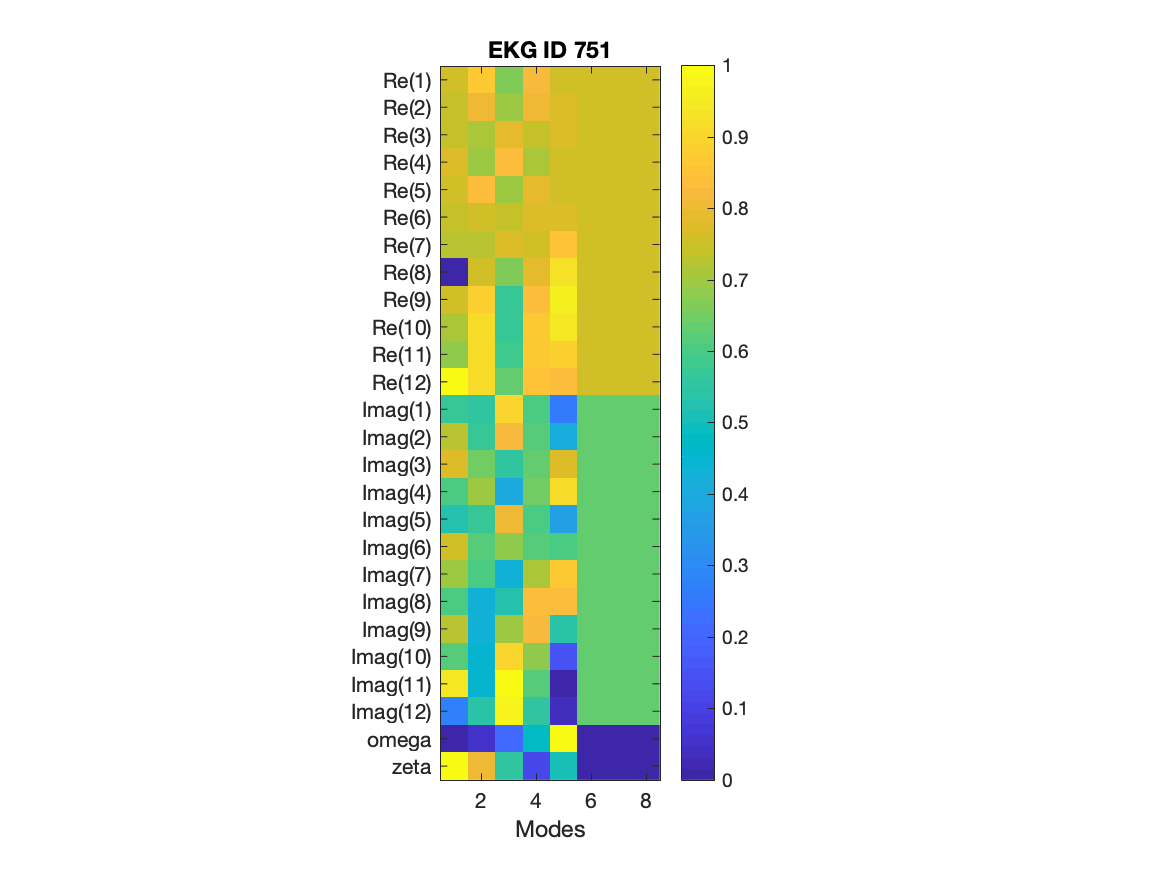 EKG ID 751
Re(1)
Re(2)
Re(3)
Re(4)
Re(5)
Re(6)
Re(7)
Re(8)
Re(9)
Re(10)
Re(11)
Re(12)
Imag(1)
Imag(2)
Imag(3)
Imag(4)
Imag(5)
Imag(6)
Imag(7)
Imag(8)
Imag(9)
Imag(10)
Imag(11)
Imag(12)
omega
zeta
2 4 6 8
Modes
1
0.9
0.8
0.7
0.6
0.5
0.4
0.3
0.2
0.1
0